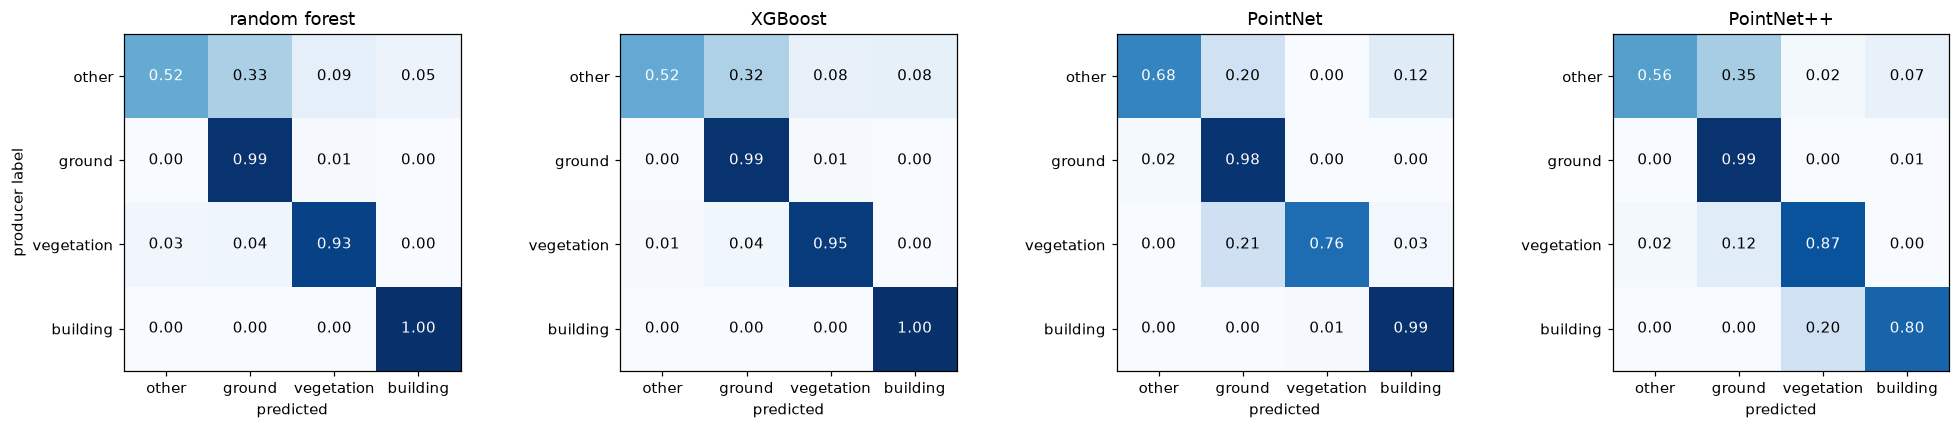 random forest
other 0.52 0.33 0.09 0.05
ground 0.00 0.99 0.01 0.00
vegetation 0.03 0.04 0.93 0.00
building 0.00 0.00 0.00 1.00
other ground vegetation building
predicted
producer label
XGBoost
other 0.52 0.32 0.08 0.08
ground 0.00 0.99 0.01 0.00
vegetation 0.01 0.04 0.95 0.00
building 0.00 0.00 0.00 1.00
other ground vegetation building
predicted
PointNet
other 0.68 0.20 0.00 0.12
ground 0.02 0.98 0.00 0.00
vegetation 0.00 0.21 0.76 0.03
building 0.00 0.00 0.01 0.99
other ground vegetation building
predicted
PointNet++
other 0.56 0.35 0.02 0.07
ground 0.00 0.99 0.00 0.01
vegetation 0.02 0.12 0.87 0.00
building 0.00 0.00 0.20 0.80
other ground vegetation building
predicted